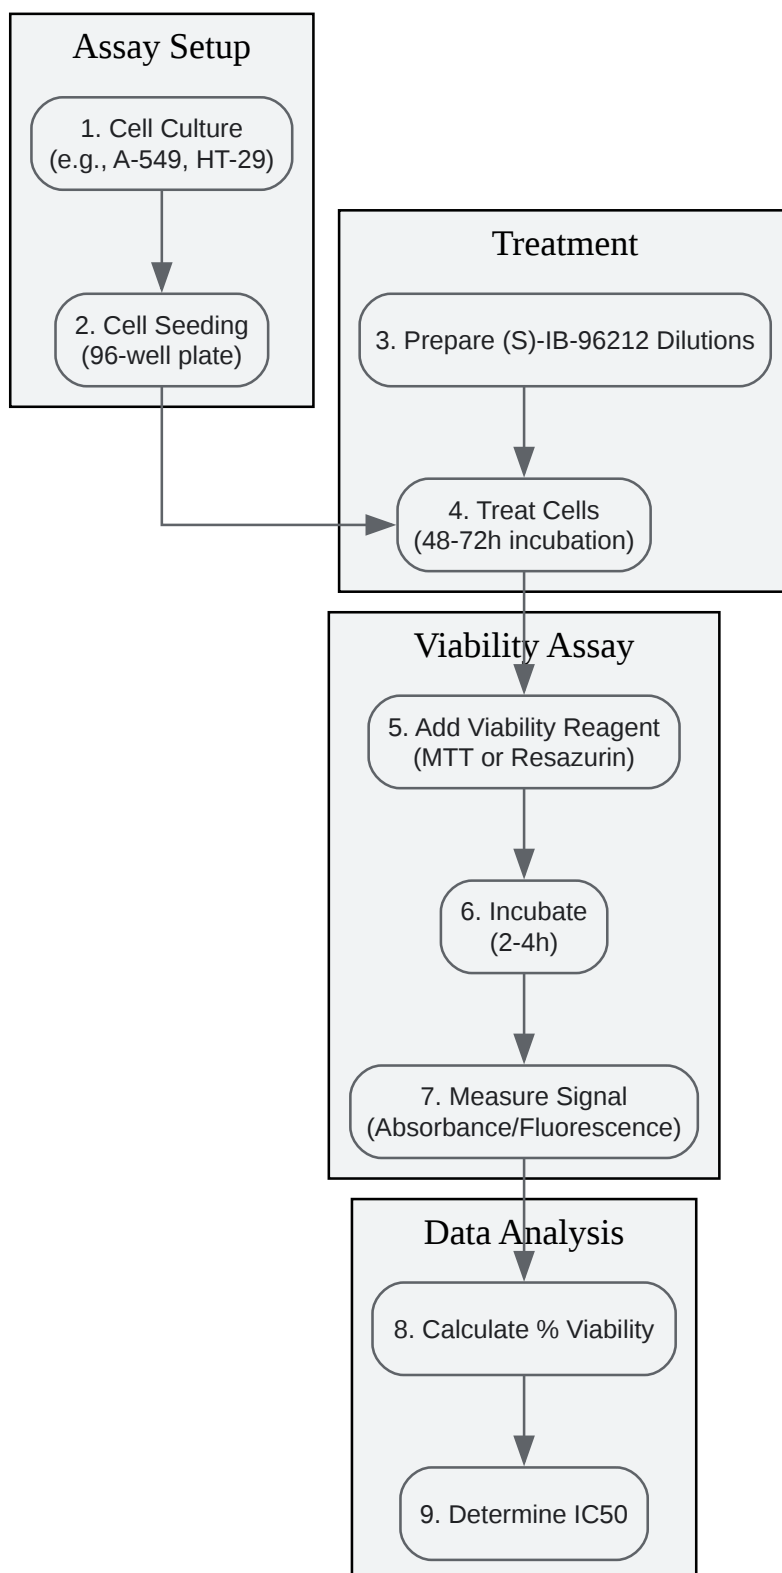 Assay Setup
1. Cell Culture
(e.g., A-549, HT-29)
2. Cell Seeding
(96-well plate)
Treatment
3. Prepare (S)-IB-96212 Dilutions
4. Treat Cells
(48-72h incubation)
Viability Assay
5. Add Viability Reagent
(MTT or Resazurin)
6. Incubate
(2-4h)
7. Measure Signal
(Absorbance/Fluorescence)
Data Analysis
8. Calculate % Viability
9. Determine IC50